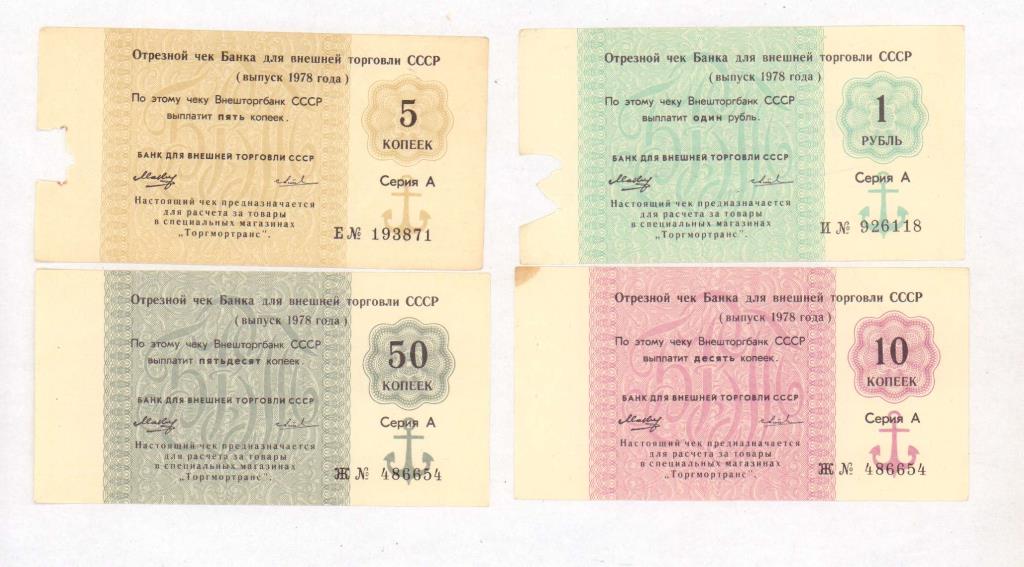 Отрезной чек Банка для внешней торговли СССР
(выпуск 1978 года)
По этому чеку Внешторгбанк СССР
выплатит пять копеек.
5
КОПЕЕК
БАНК ДЛЯ ВНЕШНЕЙ ТОРГОВЛИ СССР
Серия А
Настоящий чек предназначается
для расчета за товары
в специальных магазинах
„Торгмортранс".
Е № 193871
Отрезной чек Банка для внешней торговли СССР
(выпуск 1978 года)
По этому чеку Внешторгбанк СССР
выплатит один рубль.
1
РУБЛЬ
БАНК ДЛЯ ВНЕШНЕЙ ТОРГОВЛИ СССР
Серия А
Настоящий чек предназначается
для расчета за товары
в специальных магазинах
„Торгмортранс".
И № 926118
Отрезной чек Банка для внешней торговли СССР
(выпуск 1978 года)
По этому чеку Внешторгбанк СССР
выплатит пятьдесят копеек.
50
КОПЕЕК
БАНК ДЛЯ ВНЕШНЕЙ ТОРГОВЛИ СССР
Серия А
Настоящий чек предназначается
для расчета за товары
в специальных магазинах
„Торгмортранс".
Ж № 486654
Отрезной чек Банка для внешней торговли СССР
(выпуск 1978 года)
По этому чеку Внешторгбанк СССР
выплатит десять копеек.
10
КОПЕЕК
БАНК ДЛЯ ВНЕШНЕЙ ТОРГОВЛИ СССР
Серия А
Настоящий чек предназначается
для расчета за товары
в специальных магазинах
„Торгмортранс".
Ж № 486654